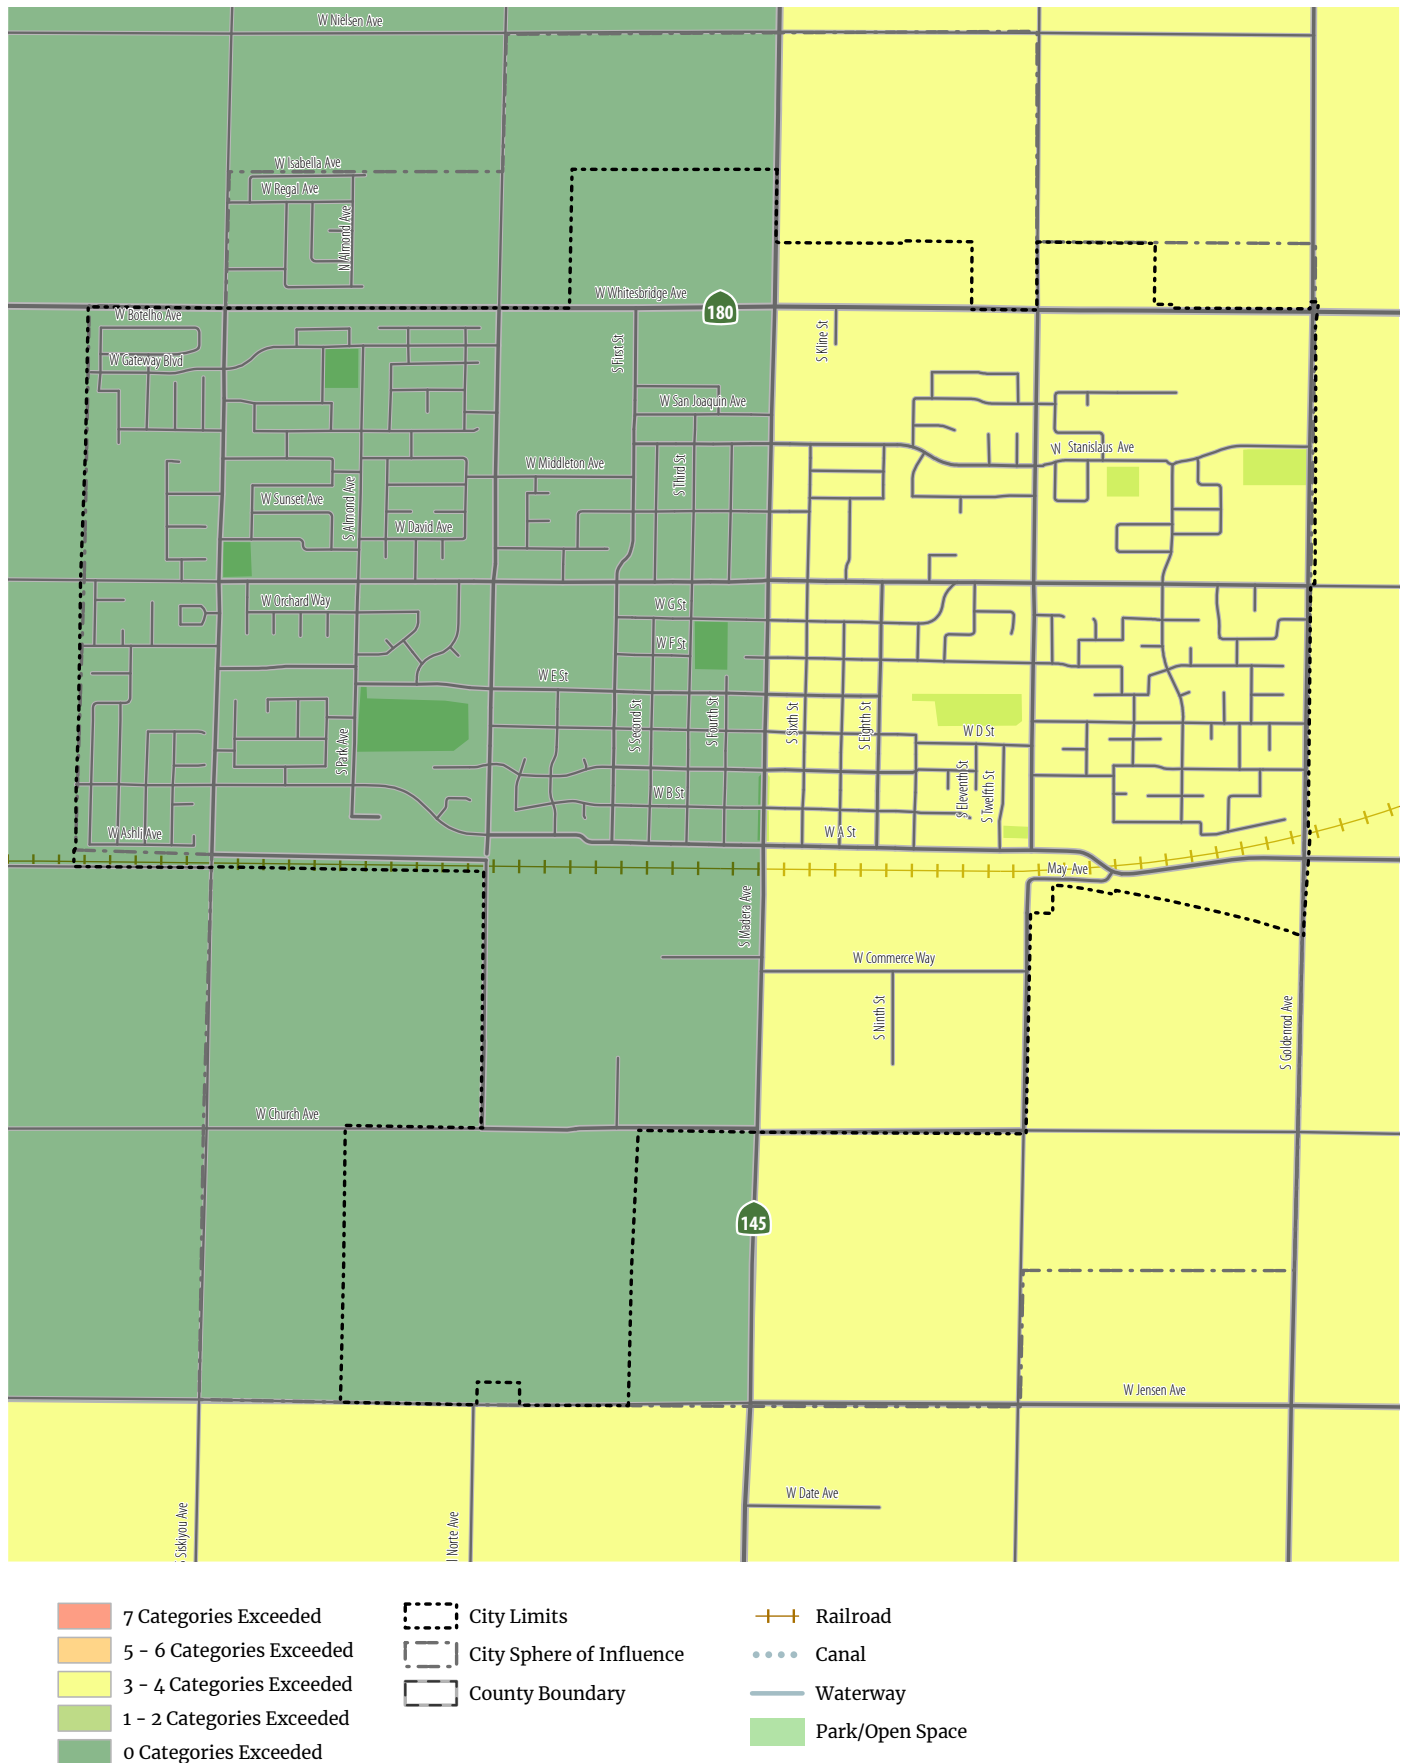 W Nielsen Ave
W Isabella Ave
W Regal Ave
N Almond Ave
W Whitesbridge Ave
180
W Botelho Ave
W Gateway Blvd
S First St
S Kline St
W San Joaquin Ave
W Stanislaus Ave
W Middleton Ave
S Third St
W Sunset Ave
S Almond Ave
W David Ave
W Orchard Way
W G St
W F St
W E St
S Second St
S Fourth St
S Sixth St
S Eighth St
W D St
S Park Ave
W B St
S Eleventh St
S Twelfth St
W Ashli Ave
W A St
May Ave
S Madera Ave
W Commerce Way
S Ninth St
S Goldenrod Ave
W Church Ave
145
W Jensen Ave
W Date Ave
Siskiyou Ave
Norte Ave
7 Categories Exceeded
5 - 6 Categories Exceeded
3 - 4 Categories Exceeded
1 - 2 Categories Exceeded
0 Categories Exceeded
City Limits
City Sphere of Influence
County Boundary
Railroad
Canal
Waterway
Park/Open Space